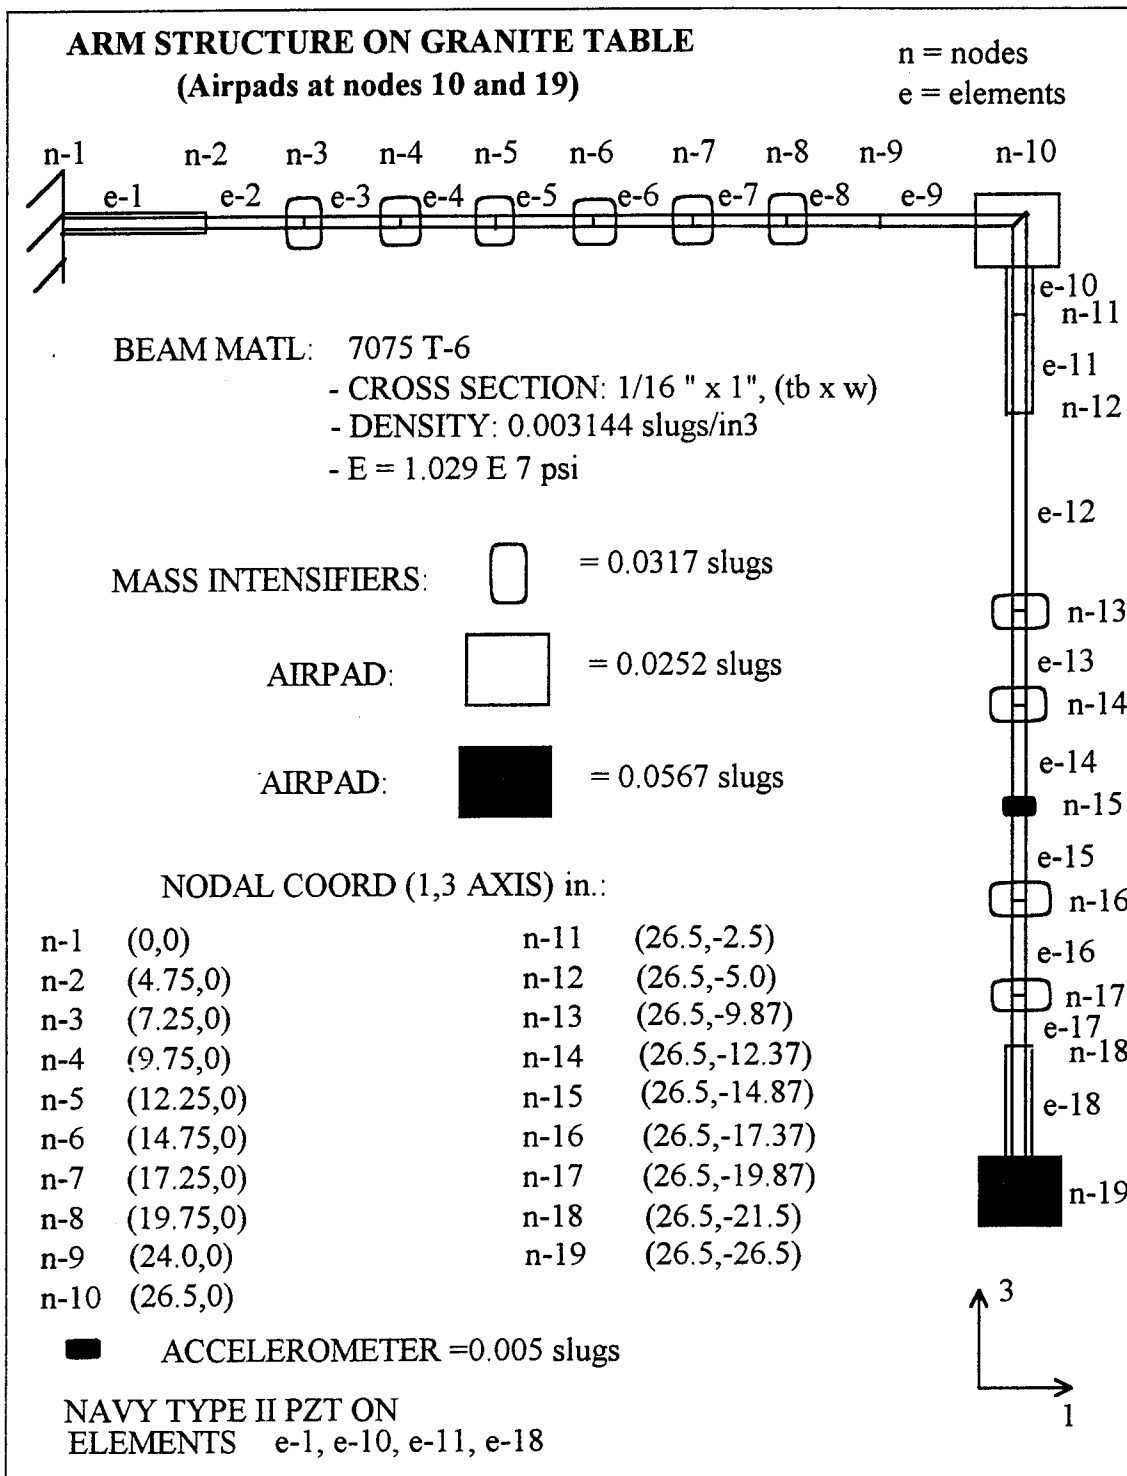 ARM STRUCTURE ON GRANITE TABLE
(Airpads at nodes 10 and 19)
n = nodes
e = elements
n-1 n-2 n-3 n-4 n-5 n-6 n-7 n-8 n-9 n-10
e-1 e-2 e-3 e-4 e-5 e-6 e-7 e-8 e-9
e-10
n-11
e-11
n-12
e-12
n-13
e-13
n-14
e-14
n-15
e-15
n-16
e-16
n-17
e-17
n-18
e-18
n-19
BEAM MATL: 7075 T-6
- CROSS SECTION: 1/16 " x 1", (tb x w)
- DENSITY: 0.003144 slugs/in3
- E = 1.029 E 7 psi
MASS INTENSIFIERS: = 0.0317 slugs
AIRPAD: = 0.0252 slugs
AIRPAD: = 0.0567 slugs
NODAL COORD (1,3 AXIS) in.:
n-1 (0,0) n-11 (26.5,-2.5)
n-2 (4.75,0) n-12 (26.5,-5.0)
n-3 (7.25,0) n-13 (26.5,-9.87)
n-4 (9.75,0) n-14 (26.5,-12.37)
n-5 (12.25,0) n-15 (26.5,-14.87)
n-6 (14.75,0) n-16 (26.5,-17.37)
n-7 (17.25,0) n-17 (26.5,-19.87)
n-8 (19.75,0) n-18 (26.5,-21.5)
n-9 (24.0,0) n-19 (26.5,-26.5)
n-10 (26.5,0)
3
1
ACCELEROMETER =0.005 slugs
NAVY TYPE II PZT ON
ELEMENTS e-1, e-10, e-11, e-18